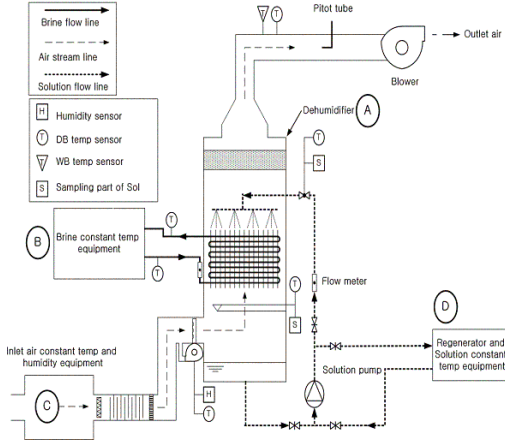 Brine flow line
Air stream line
Solution flow line
H
Humidity sensor
T
DB temp sensor
T
WB temp sensor
S
Sampling part of Sol
T
T
Pitot tube
Outlet air
Blower
Dehumidifier
A
T
S
B
Brine constant temp
equipment
T
T
T
S
Flow meter
D
Regenerator and
Solution constant
temp equipment
Solution pump
Inlet air constant temp and
humidity equipment
C
H
T